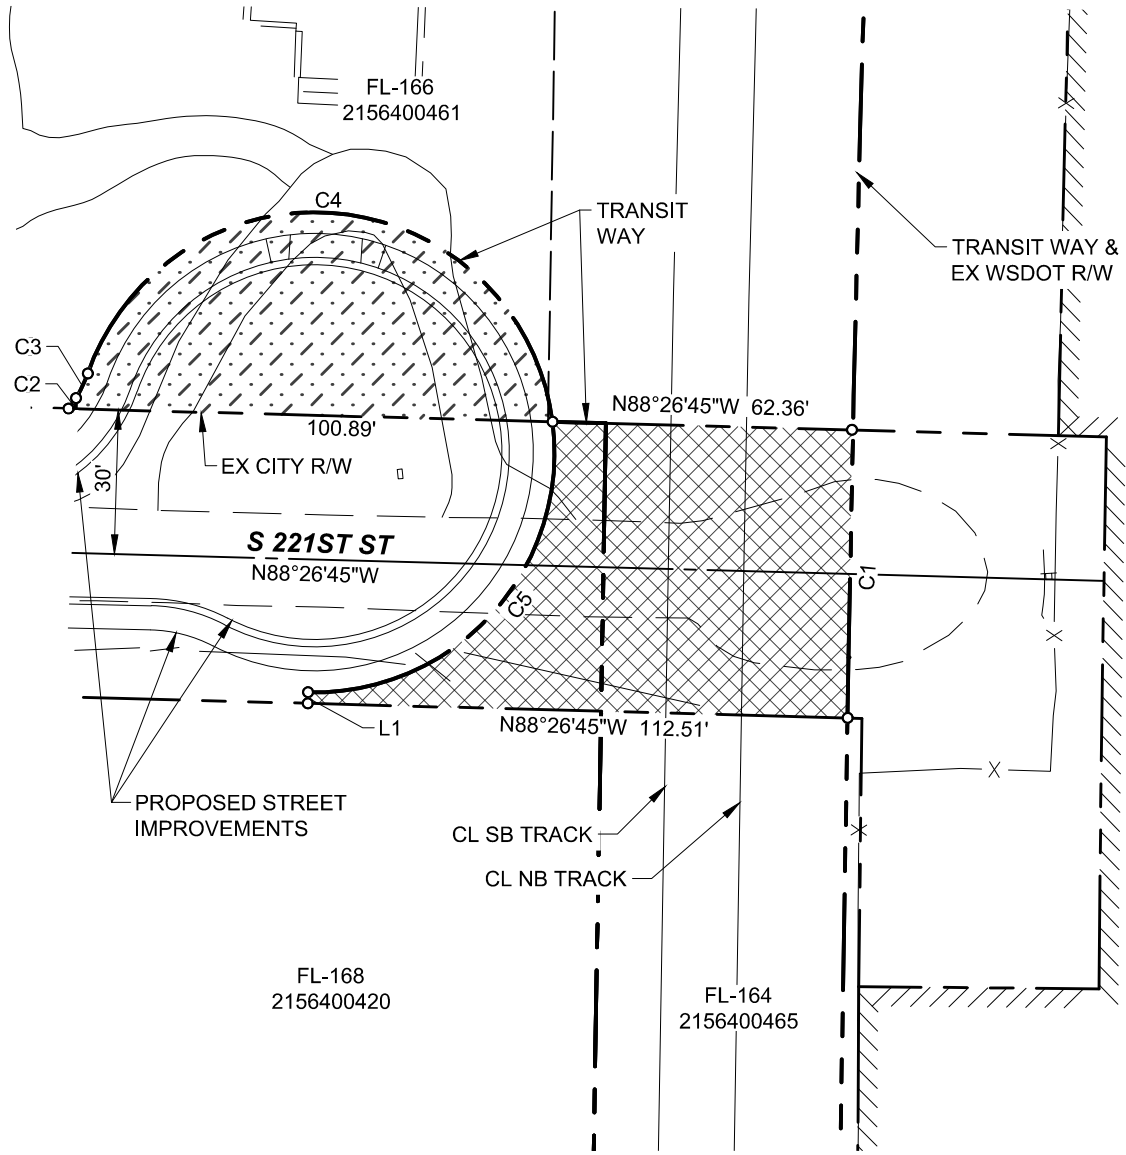 FL-166
2156400461
C4
TRANSIT
WAY
TRANSIT WAY &
EX WSDOT R/W
C3
C2
N88°26'45"W 62.36'
100.89'
EX CITY R/W
30'
S 221ST ST
N88°26'45"W
C1
C5
N88°26'45"W 112.51'
L1
PROPOSED STREET
IMPROVEMENTS
CL SB TRACK
CL NB TRACK
FL-168
2156400420
FL-164
2156400465